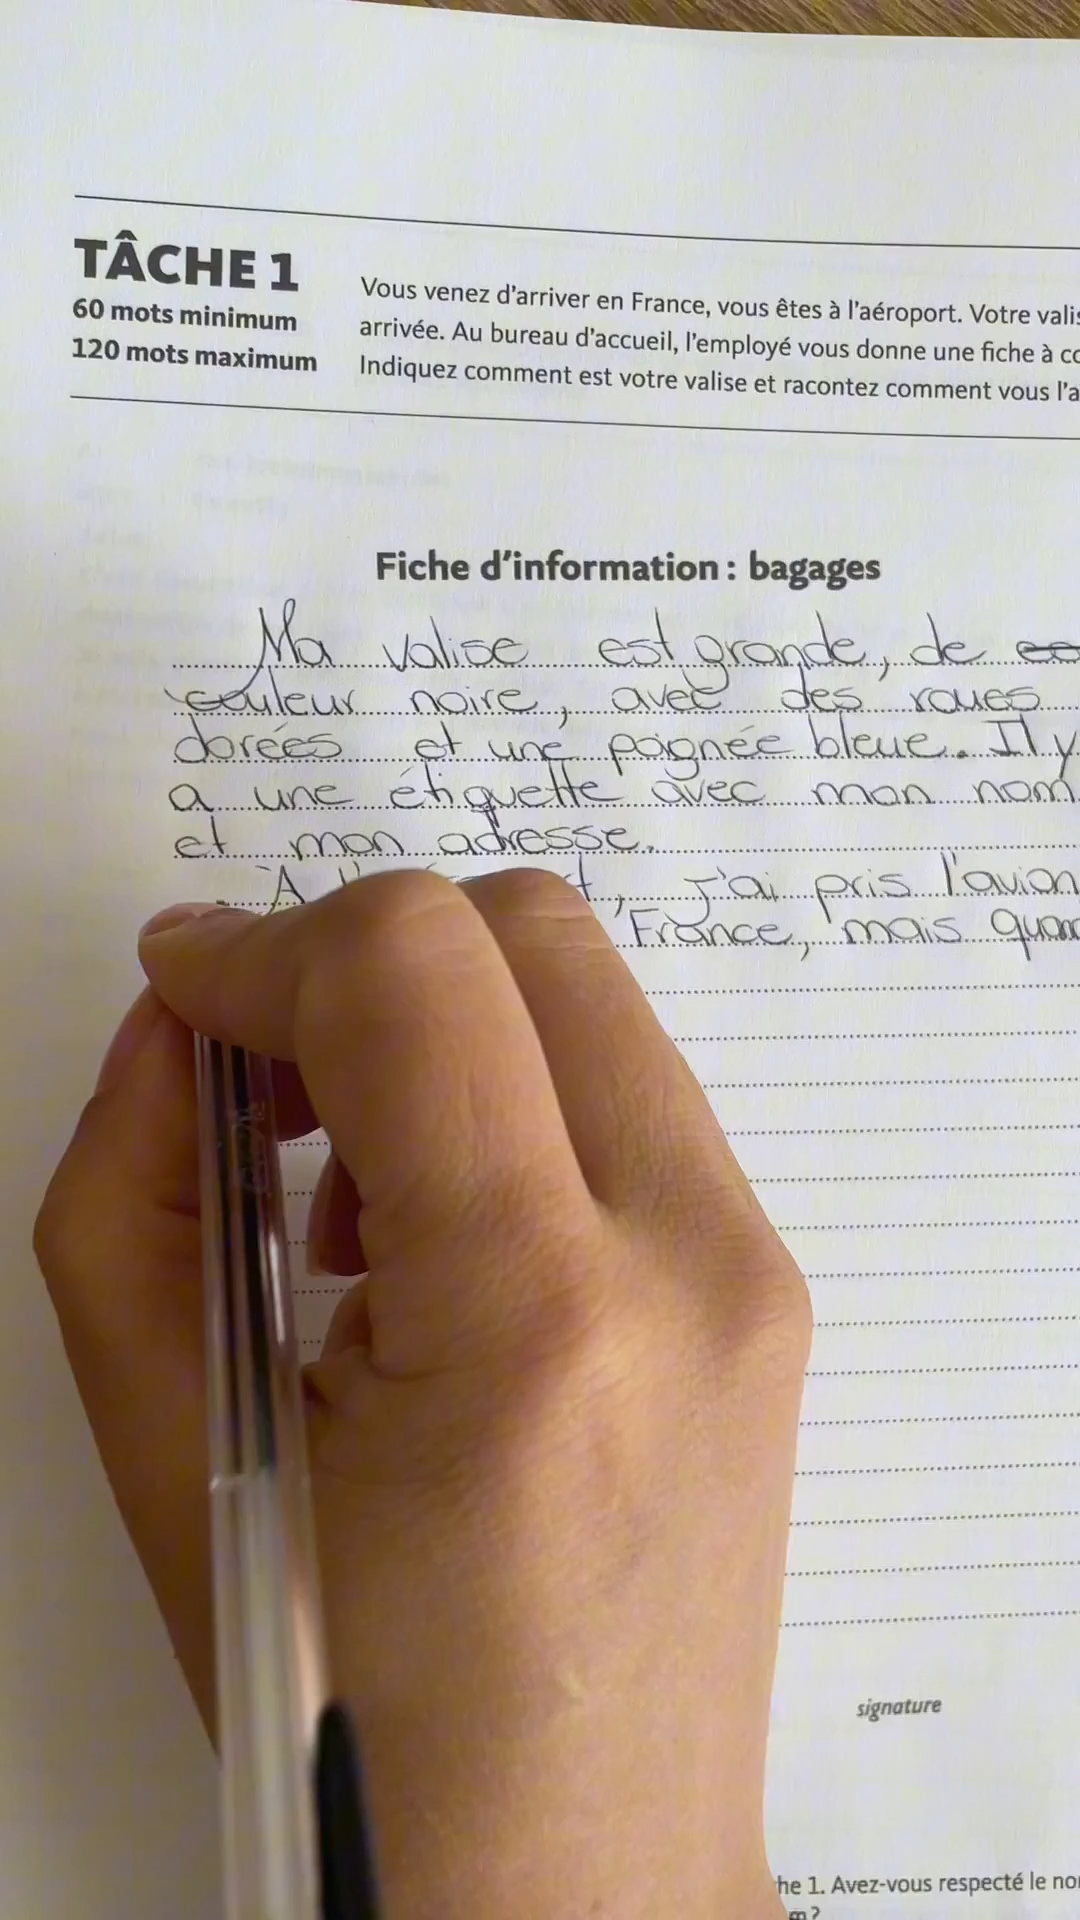 TÂCHE 1
60 mots minimum
120 mots maximum
Vous venez d'arriver en France, vous êtes à l'aéroport. Votre valis
arrivée. Au bureau d'accueil, l'employé vous donne une fiche à co
Indiquez comment est votre valise et racontez comment vous l'a
Fiche d'information : bagages
Ma valise est grande, de
couleur noire, avec des roues
dorées et une poignée bleue. Il y
a une étiquette avec mon nom
et mon adresse.
À j'ai pris l'avion
France, mais quand
signature
he 1. Avez-vous respecté le no